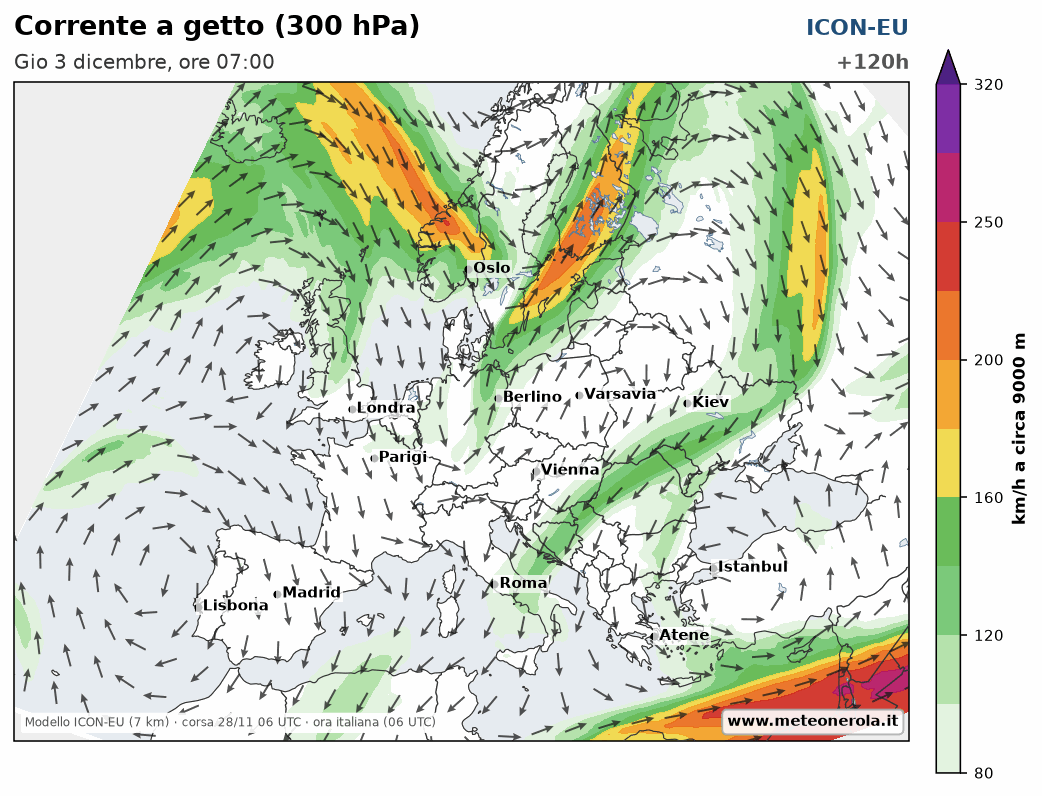 Corrente a getto (300 hPa)
ICON-EU
Gio 3 dicembre, ore 07:00
+120h
320
250
200
160
120
80
km/h a circa 9000 m
Oslo
Berlino
Varsavia
Kiev
Londra
Parigi
Vienna
Istanbul
Roma
Madrid
Lisbona
Atene
Modello ICON-EU (7 km) · corsa 28/11 06 UTC · ora italiana (06 UTC)
www.meteonerola.it